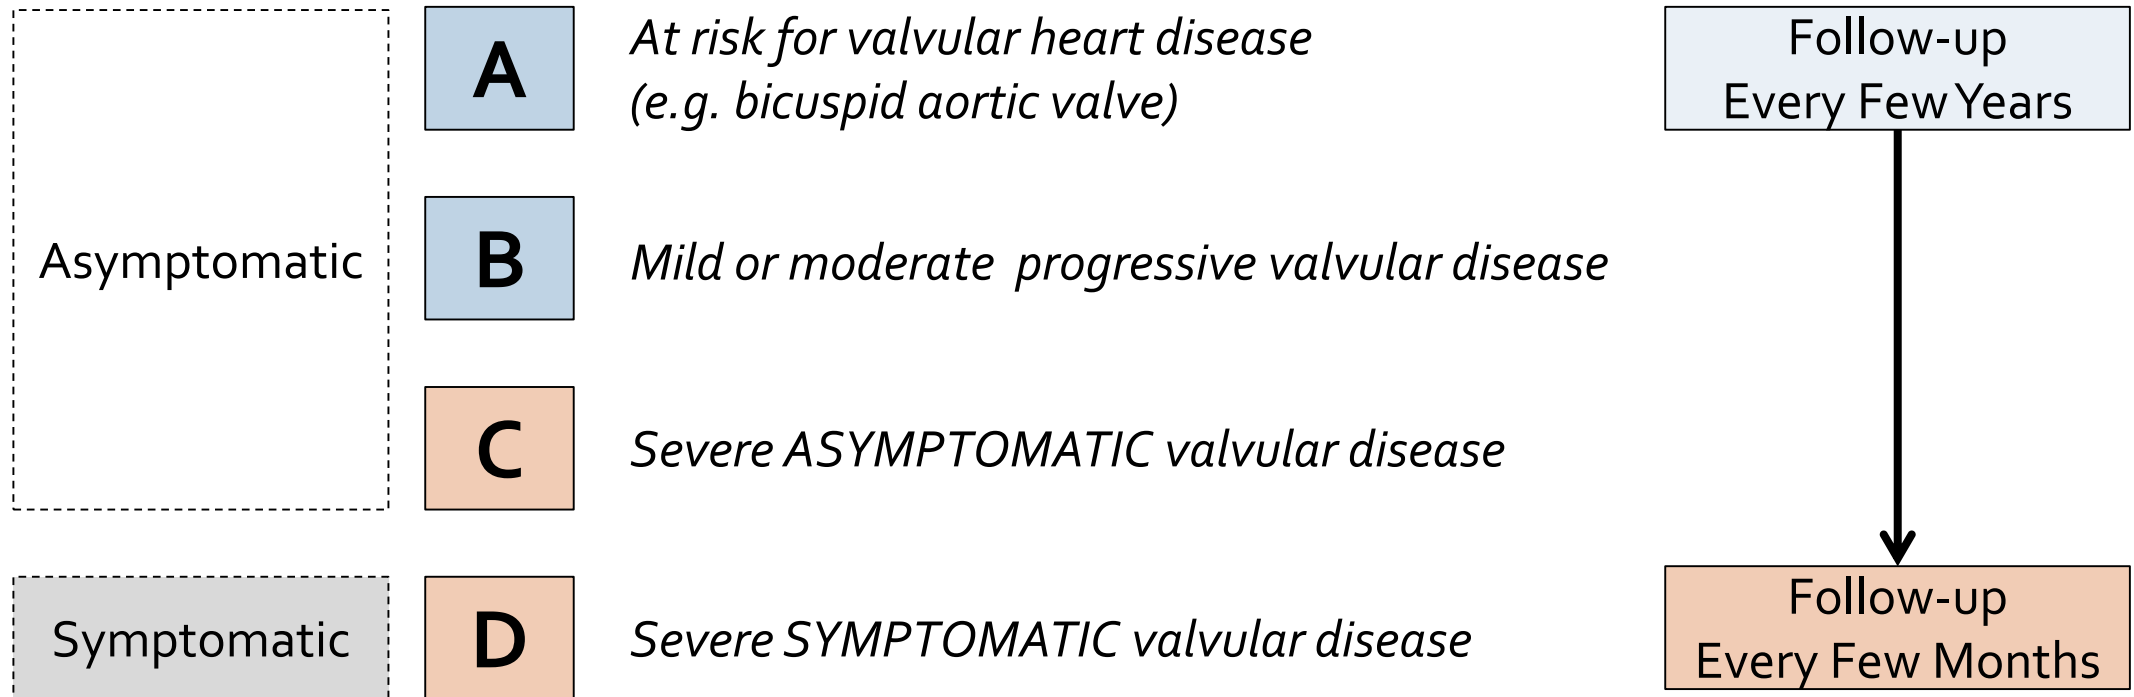 Asymptomatic
A
At risk for valvular heart disease
(e.g. bicuspid aortic valve)
B
Mild or moderate progressive valvular disease
C
Severe ASYMPTOMATIC valvular disease
Symptomatic
D
Severe SYMPTOMATIC valvular disease
Follow-up
Every Few Years
Follow-up
Every Few Months